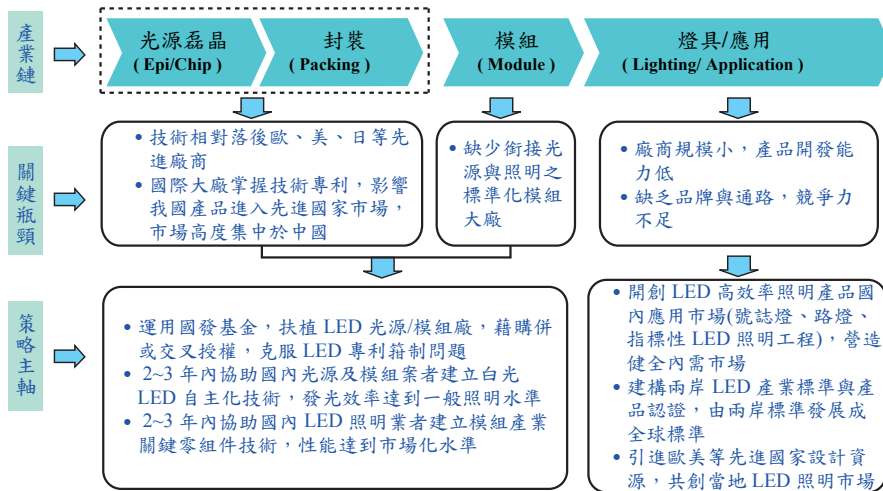 產業鏈
光源磊晶
( Epi/Chip )
封裝
( Packing )
模組
( Module )
燈具/應用
( Lighting/ Application )
關鍵瓶頸
• 技術相對落後歐、美、日等先
進廠商
• 國際大廠掌握技術專利，影響
我國產品進入先進國家市場，
市場高度集中於中國
• 缺少銜接光
源與照明之
標準化模組
大廠
• 廠商規模小，產品開發能
力低
• 缺乏品牌與通路，競爭力
不足
策略主軸
• 運用國發基金，扶植 LED 光源/模組廠，藉購併
或交叉授權，克服 LED 專利箝制問題
• 2~3 年內協助國內光源及模組案者建立白光
LED 自主化技術，發光效率達到一般照明水準
• 2~3 年內協助國內 LED 照明業者建立模組產業
關鍵零組件技術，性能達到市場化水準
• 開創 LED 高效率照明產品國
內應用市場(號誌燈、路燈、
指標性 LED 照明工程)，營造
健全內需市場
• 建構兩岸 LED 產業標準與產
品認證，由兩岸標準發展成
全球標準
• 引進歐美等先進國家設計資
源，共創當地 LED 照明市場